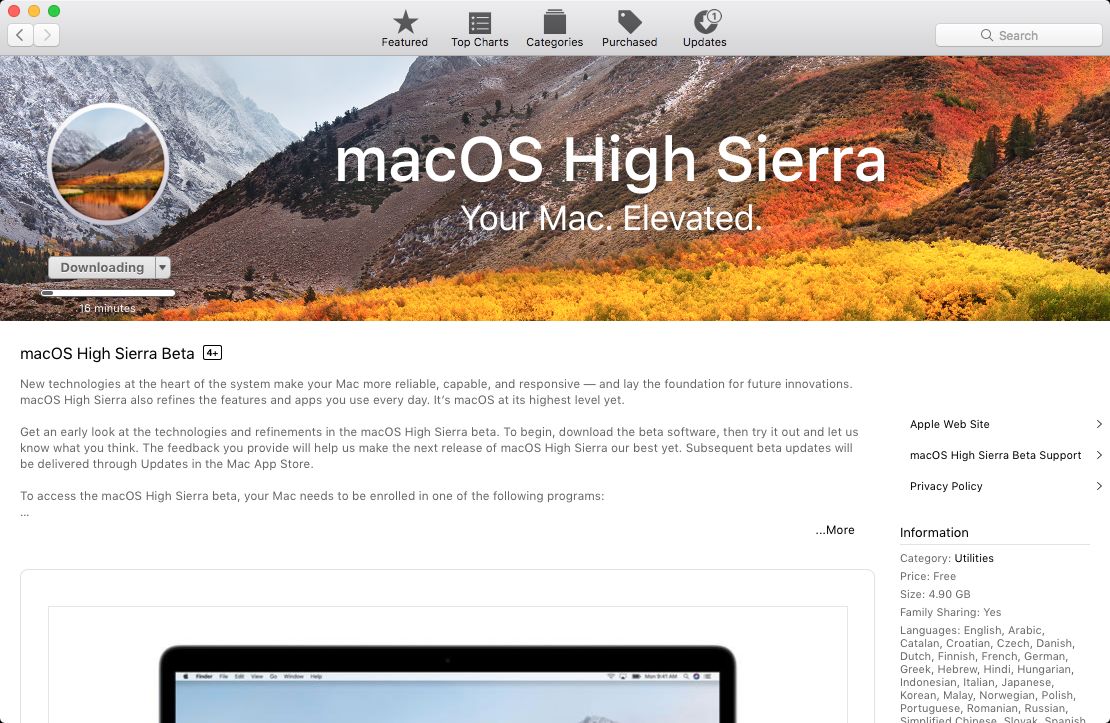 1
Featured
Top Charts
Categories
Purchased
Updates
Search
macOS High Sierra
Your Mac. Elevated.
Downloading
16 minutes
macOS High Sierra Beta 4+
New technologies at the heart of the system make your Mac more reliable, capable, and responsive — and lay the foundation for future innovations.
macOS High Sierra also refines the features and apps you use every day. It's macOS at its highest level yet.
Get an early look at the technologies and refinements in the macOS High Sierra beta. To begin, download the beta software, then try it out and let us
know what you think. The feedback you provide will help us make the next release of macOS High Sierra our best yet. Subsequent beta updates will
be delivered through Updates in the Mac App Store.
To access the macOS High Sierra beta, your Mac needs to be enrolled in one of the following programs:
...
...More
Apple Web Site
macOS High Sierra Beta Support
Privacy Policy
Information
Category: Utilities
Price: Free
Size: 4.90 GB
Family Sharing: Yes
Languages: English, Arabic,
Catalan, Croatian, Czech, Danish,
Dutch, Finnish, French, German,
Greek, Hebrew, Hindi, Hungarian,
Indonesian, Italian, Japanese,
Korean, Malay, Norwegian, Polish,
Portuguese, Romanian, Russian,
Simplified Chinese, Slovak, Spanish
Finder File Edit View Go Window Help
Mon 9:41 AM